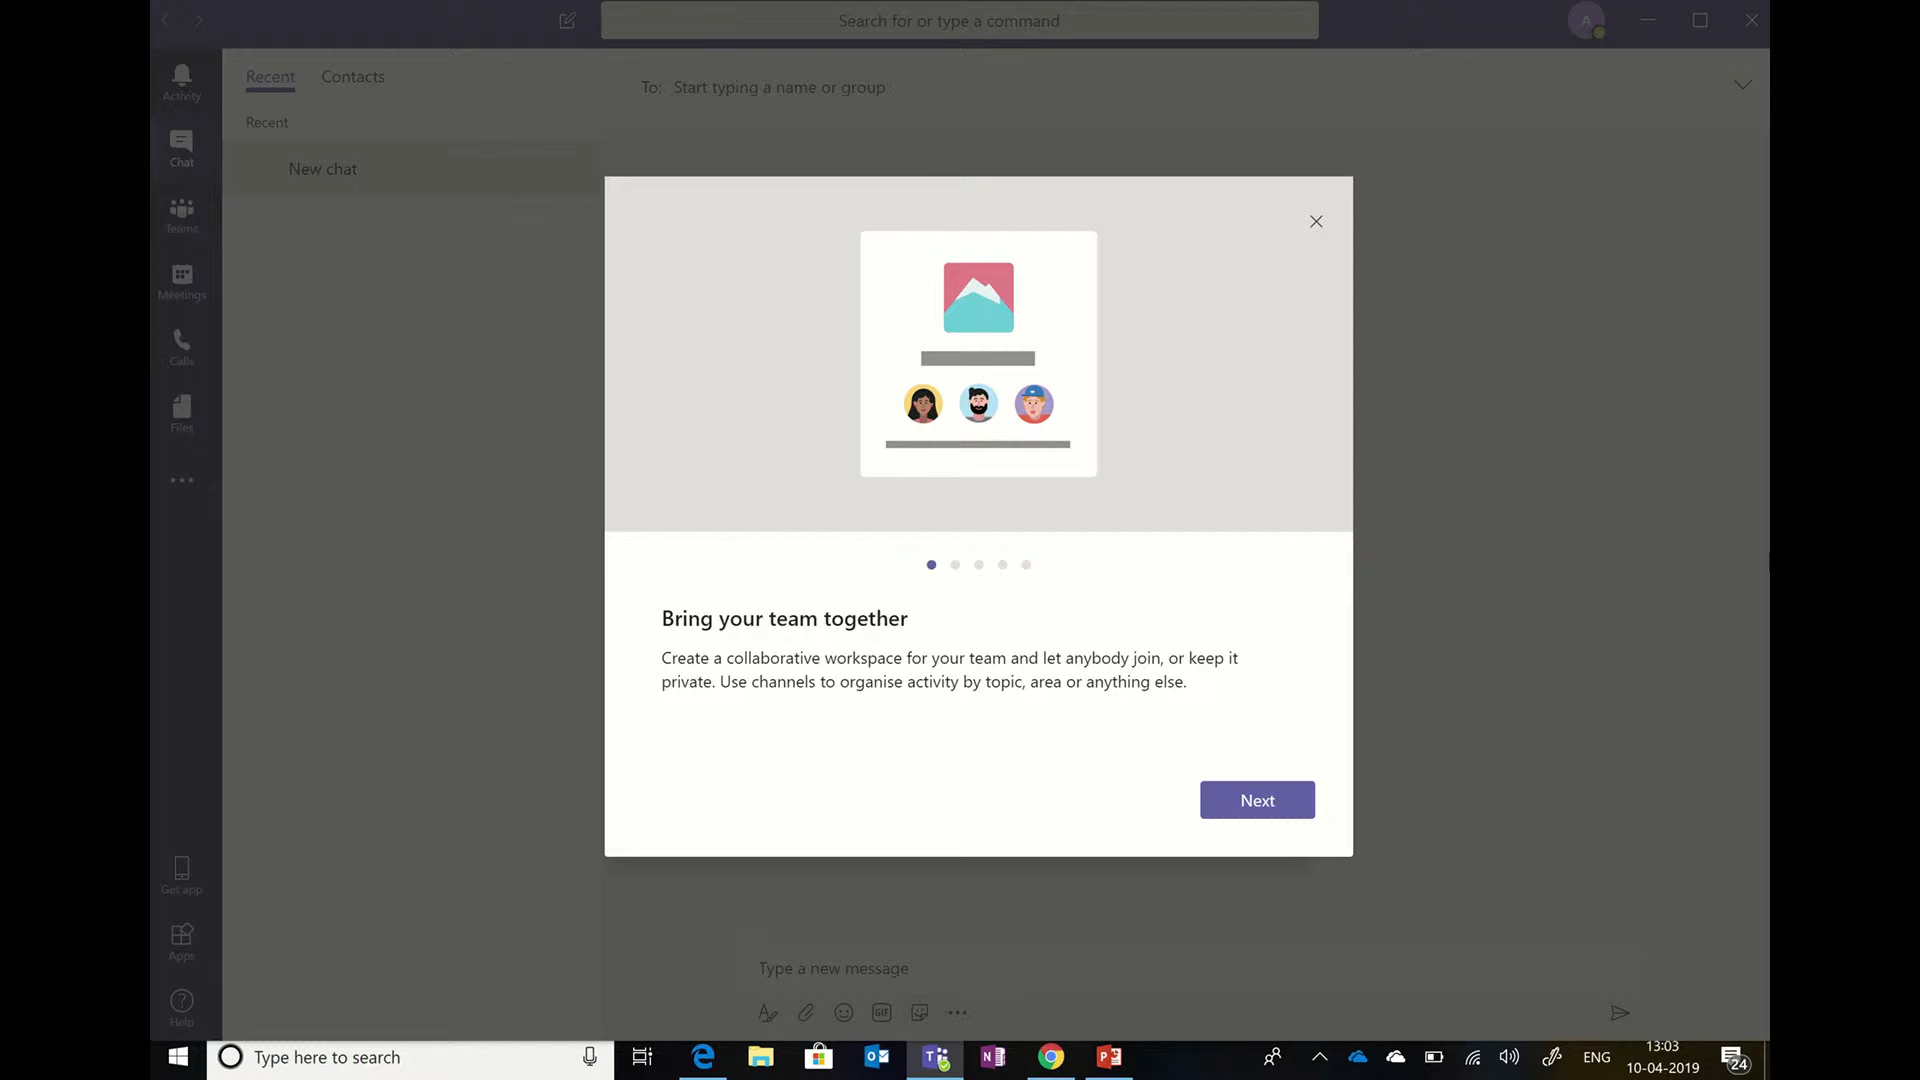 Search for or type a command
A
Activity
Chat
Teams
Meetings
Calls
Files
Get app
Apps
Help
Recent Contacts
Recent
New chat
To: Start typing a name or group
Bring your team together
Create a collaborative workspace for your team and let anybody join, or keep it
private. Use channels to organise activity by topic, area or anything else.
Next
Type a new message
GIF
Type here to search
ENG
13:03
10-04-2019
24